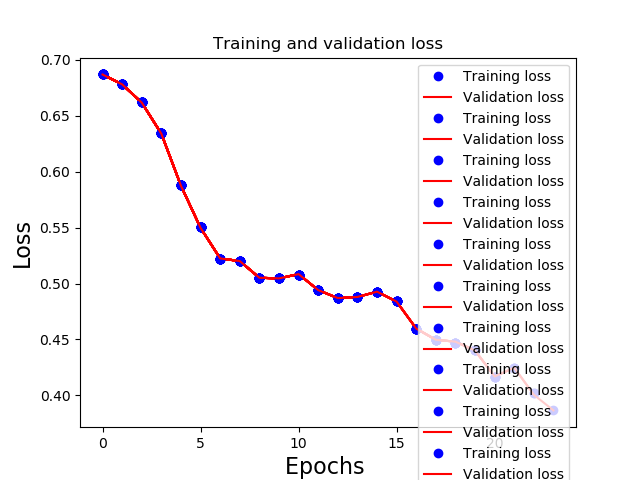 Training and validation loss
Loss
0.70
0.65
0.60
0.55
0.50
0.45
0.40
Training loss
Validation loss
Training loss
Validation loss
Training loss
Validation loss
Training loss
Validation loss
Training loss
Validation loss
Training loss
Validation loss
Training loss
Validation loss
Training loss
Validation loss
Training loss
Validation loss
Training loss
Validation loss
0 5 10 15 20
Epochs